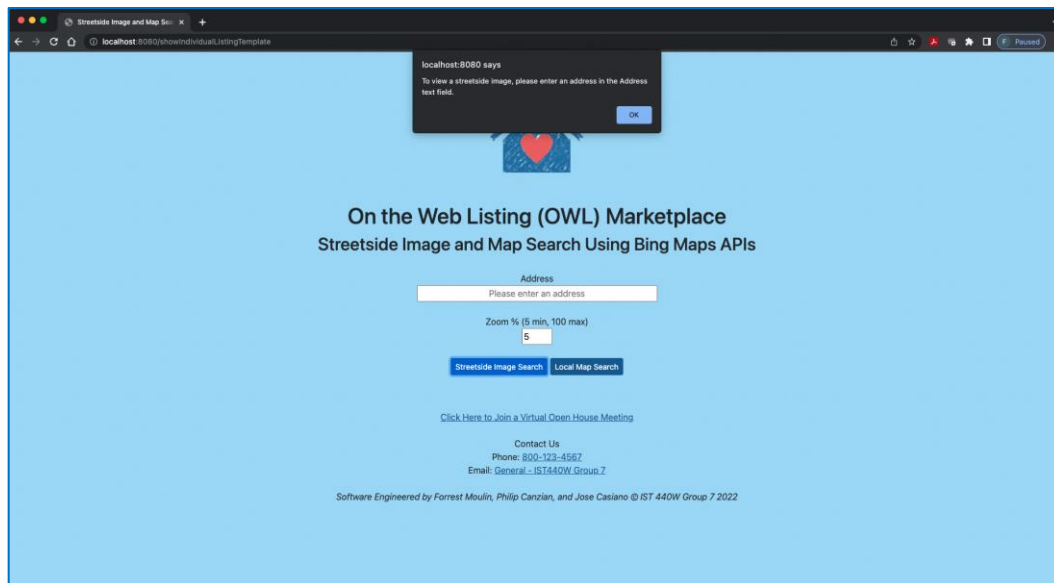 Streetside Image and Map Sea
localhost:8080/showIndividualListingTemplate
F Paused
localhost:8080 says
To view a streetside image, please enter an address in the Address
text field.
OK
On the Web Listing (OWL) Marketplace
Streetside Image and Map Search Using Bing Maps APIs
Address
Please enter an address
Zoom % (5 min, 100 max)
5
Streetside Image Search Local Map Search
Click Here to Join a Virtual Open House Meeting
Contact Us
Phone: 800-123-4567
Email: General - IST440W Group 7
Software Engineered by Forrest Moulin, Philip Canzian, and Jose Casiano © IST 440W Group 7 2022